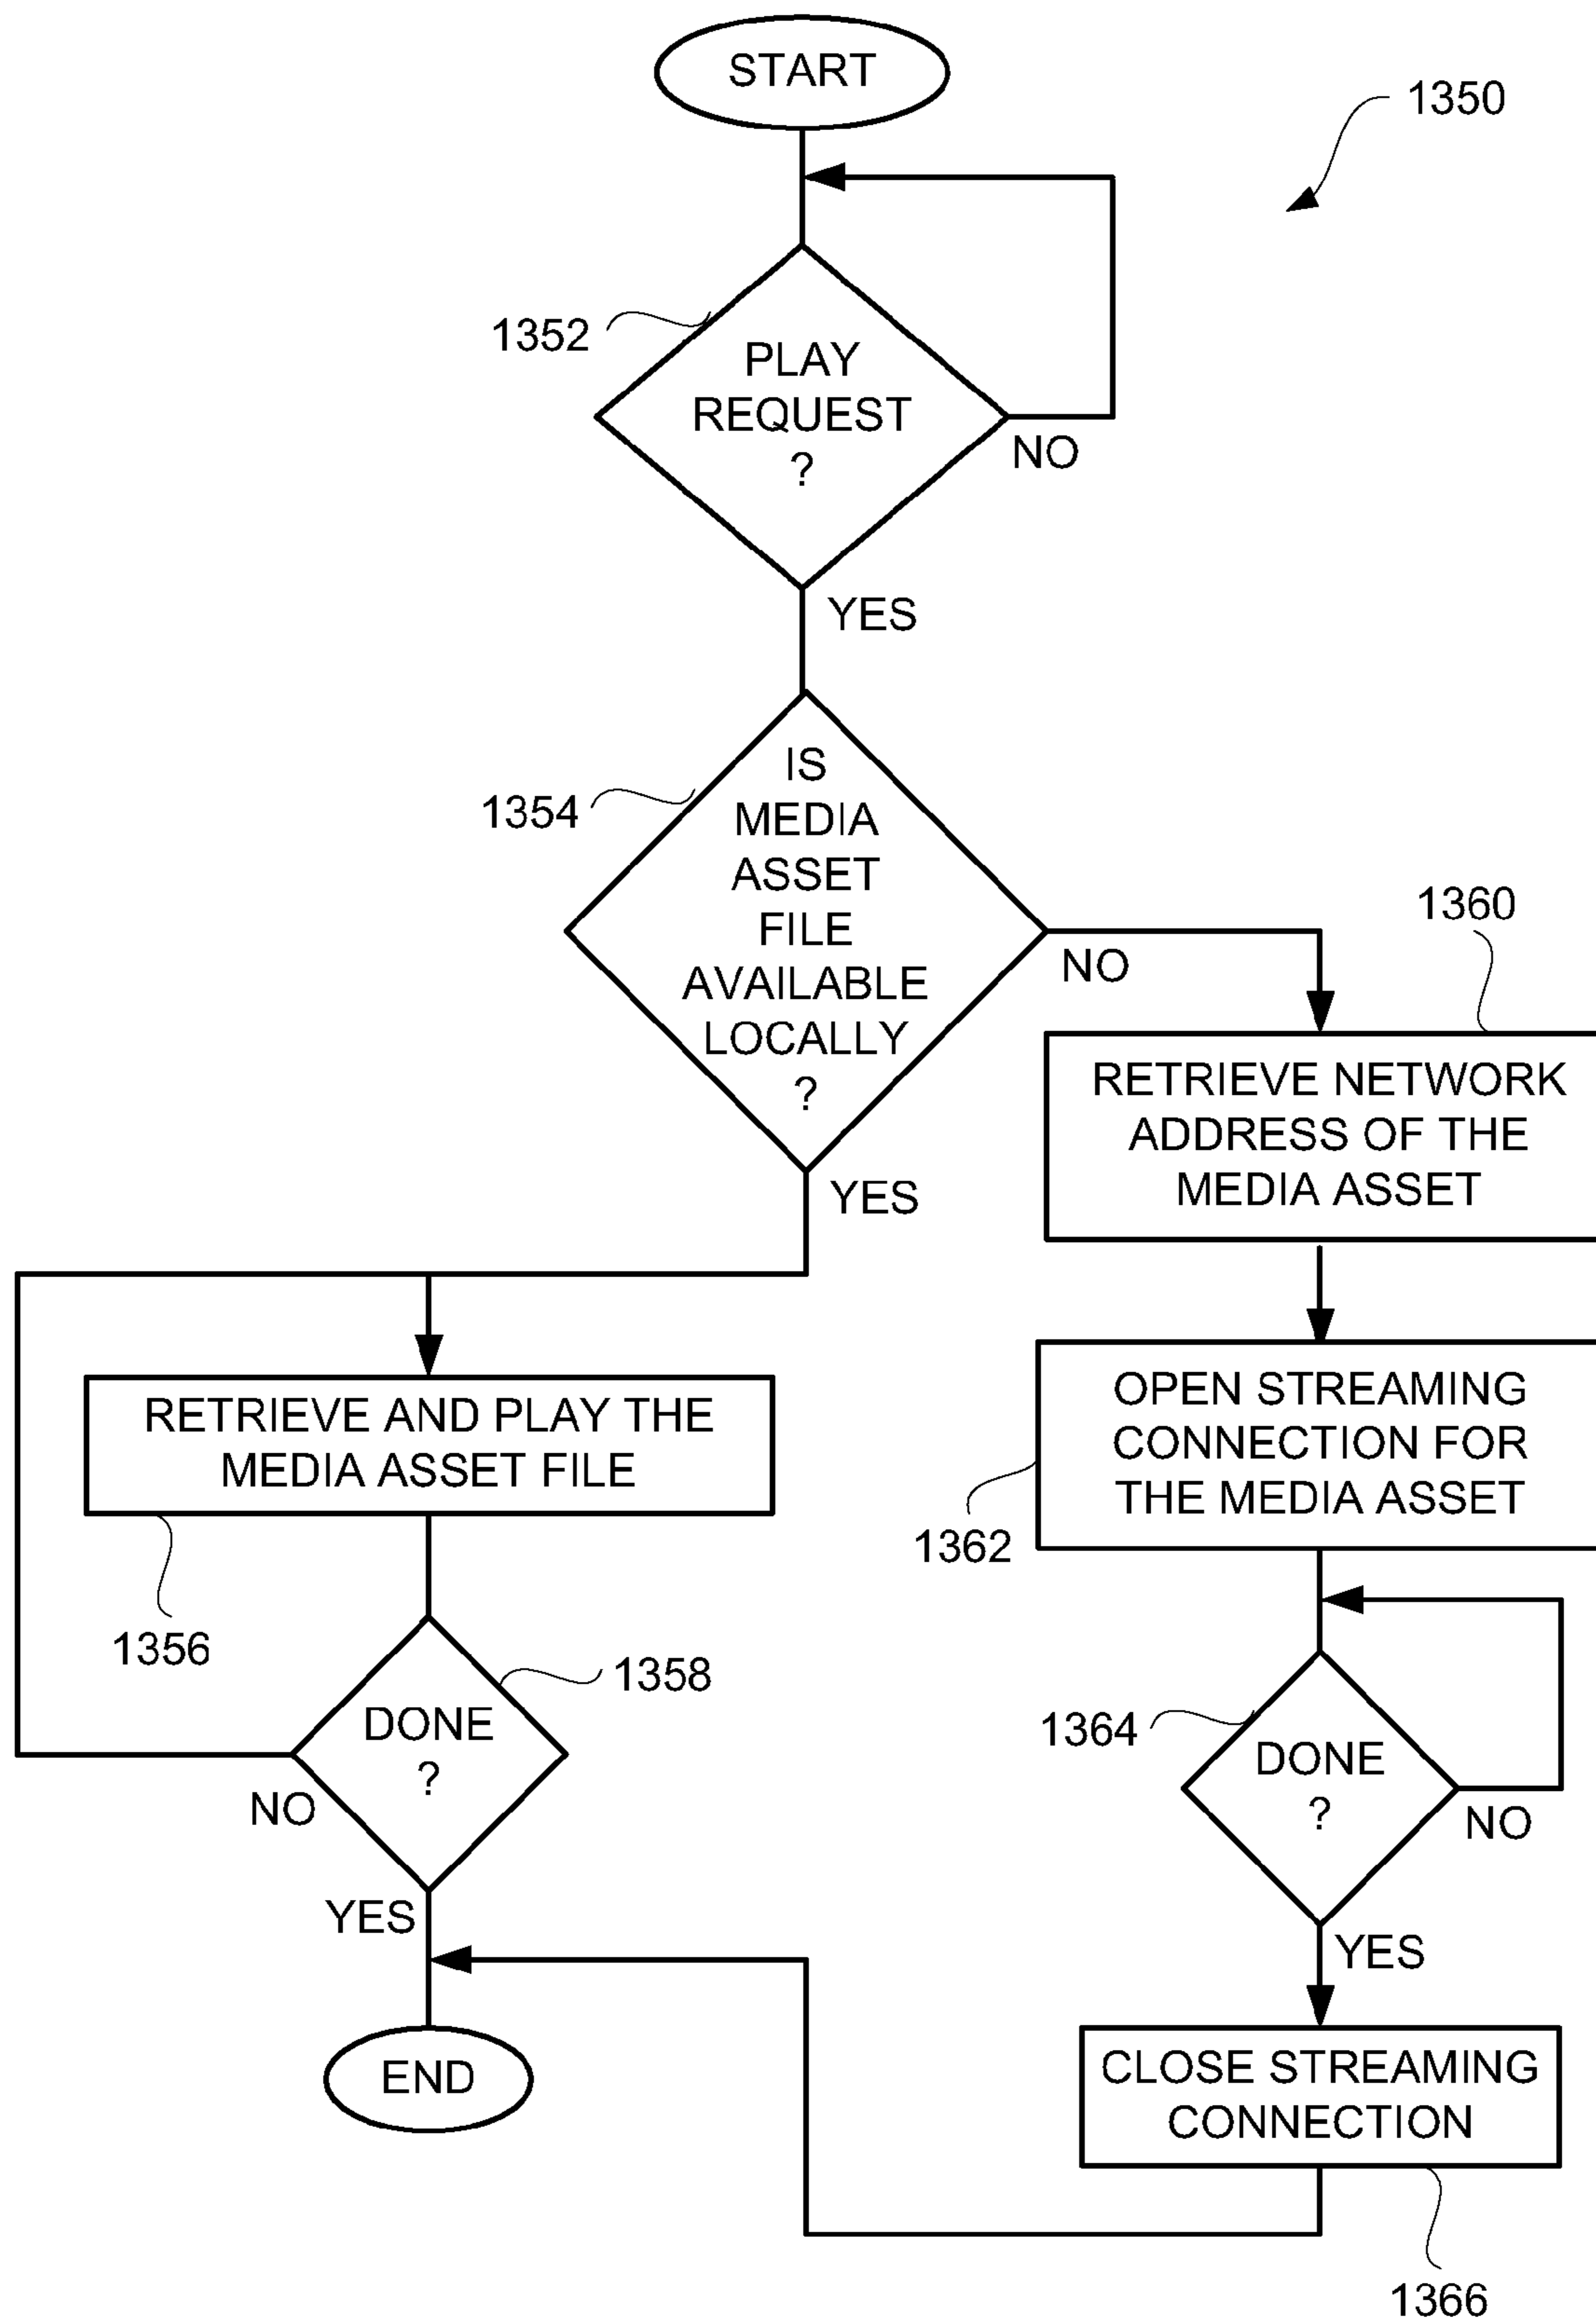 START
1350
1352
PLAY
REQUEST
?
NO
YES
1354
IS
MEDIA
ASSET
FILE
AVAILABLE
LOCALLY
?
NO
YES
1360
RETRIEVE NETWORK
ADDRESS OF THE
MEDIA ASSET
RETRIEVE AND PLAY THE
MEDIA ASSET FILE
1356
OPEN STREAMING
CONNECTION FOR
THE MEDIA ASSET
1362
1358
DONE
?
NO
YES
1364
DONE
?
NO
YES
END
CLOSE STREAMING
CONNECTION
1366